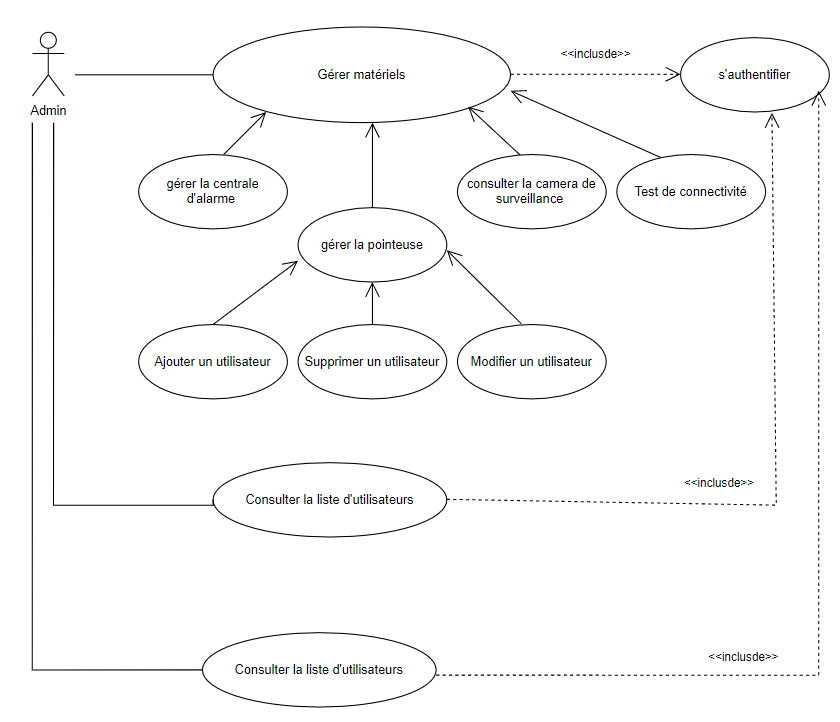 Gérer matériels
<<inclusde>>
s'authentifier
Admin
gérer la centrale
d'alarme
consulter la camera de
surveillance
Test de connectivité
gérer la pointeuse
Ajouter un utilisateur
Supprimer un utilisateur
Modifier un utilisateur
<<inclusde>>
Consulter la liste d'utilisateurs
<<inclusde>>
Consulter la liste d'utilisateurs